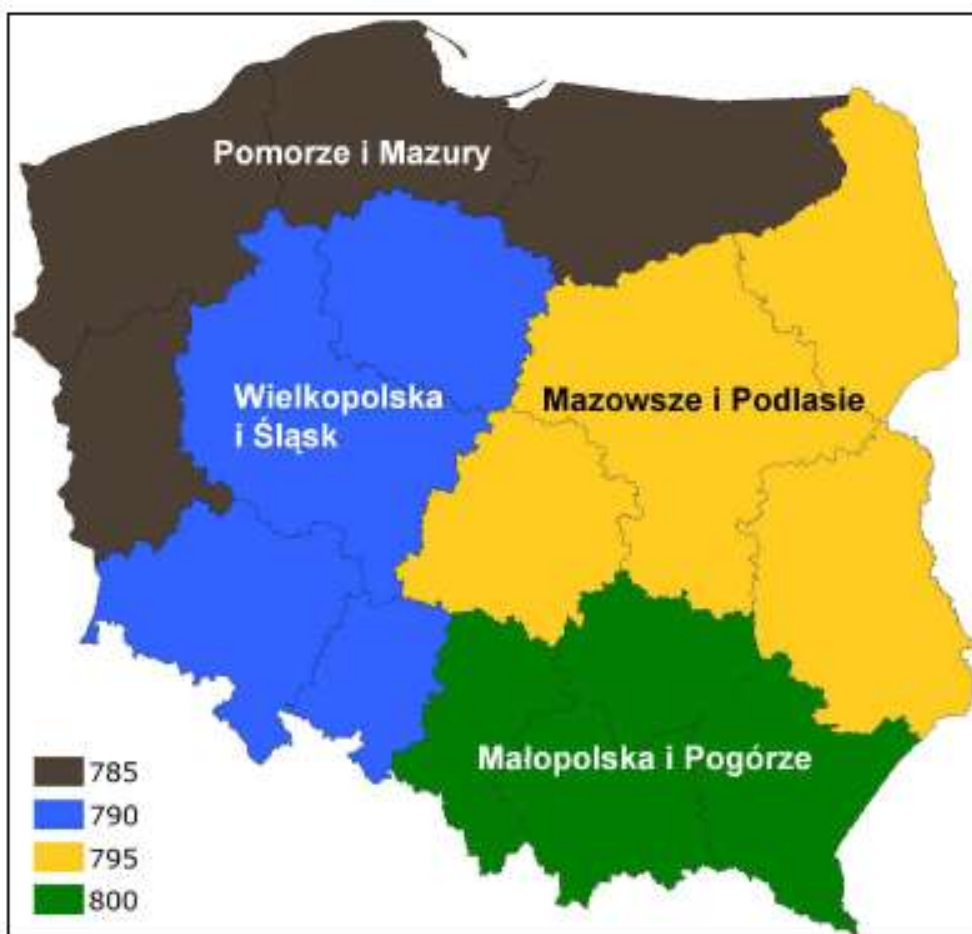 Pomorze i Mazury
Wielkopolska
i Śląsk
Mazowsze i Podlasie
Małopolska i Pogórze
785
790
795
800